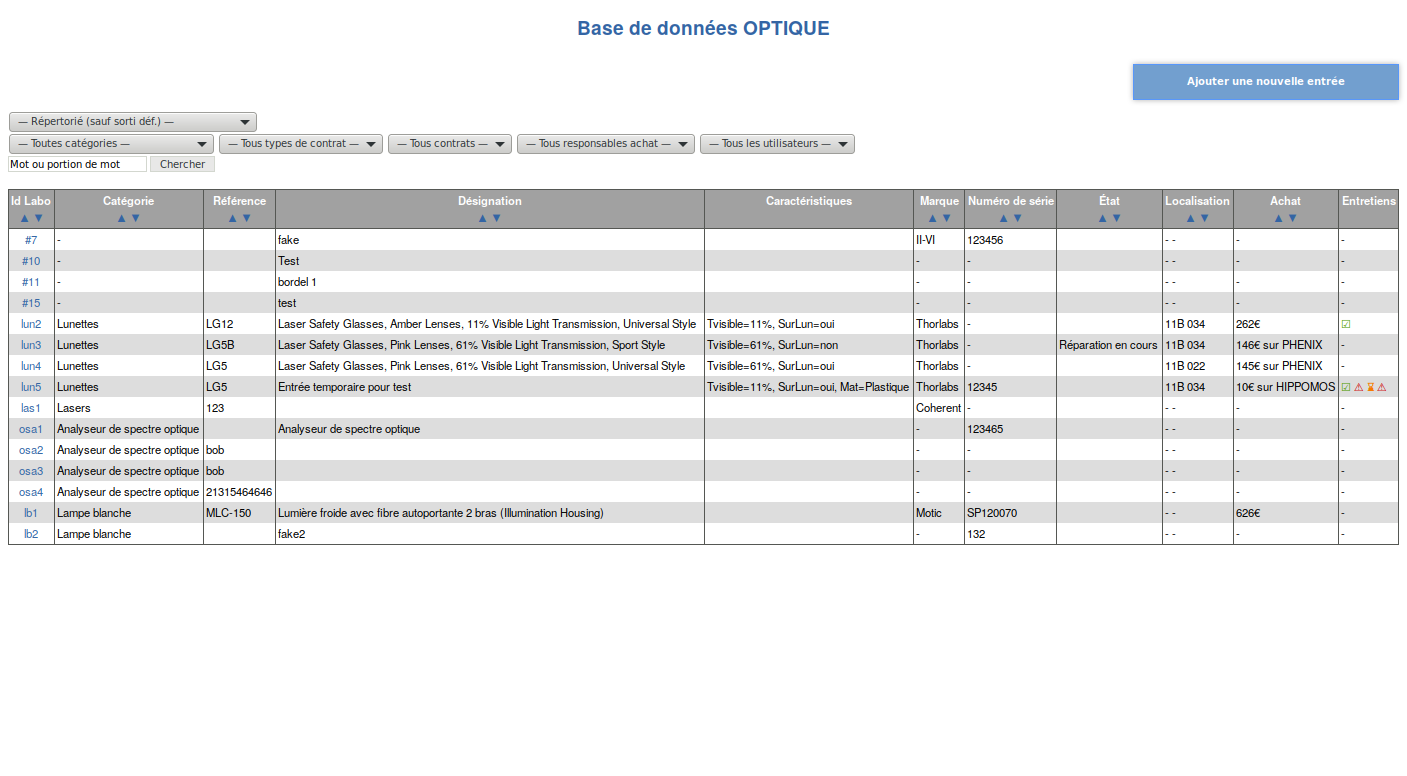 Base de données OPTIQUE
Ajouter une nouvelle entrée
— Répertorié (sauf sorti déf.) —
— Toutes catégories — — Tous types de contrat — — Tous contrats — — Tous responsables achat — — Tous les utilisateurs —
Mot ou portion de mot Chercher
Id Labo Catégorie Référence Désignation Caractéristiques Marque Numéro de série État Localisation Achat Entretiens
▲ ▼ ▲ ▼ ▲ ▼ ▲ ▼ ▲ ▼ ▲ ▼ ▲ ▼ ▲ ▼ ▲ ▼
#7 - fake II-VI 123456 - - - -
#10 - Test - - - - - -
#11 - bordel 1 - - - - - -
#15 - test - - - - - -
lun2 Lunettes LG12 Laser Safety Glasses, Amber Lenses, 11% Visible Light Transmission, Universal Style Tvisible=11%, SurLun=oui Thorlabs - 11B 034 262€ ☑
lun3 Lunettes LG5B Laser Safety Glasses, Pink Lenses, 61% Visible Light Transmission, Sport Style Tvisible=61%, SurLun=non Thorlabs - Réparation en cours 11B 034 146€ sur PHENIX -
lun4 Lunettes LG5 Laser Safety Glasses, Pink Lenses, 61% Visible Light Transmission, Universal Style Tvisible=61%, SurLun=oui Thorlabs - 11B 022 145€ sur PHENIX -
lun5 Lunettes LG5 Entrée temporaire pour test Tvisible=11%, SurLun=oui, Mat=Plastique Thorlabs 12345 11B 034 10€ sur HIPPOMOS ☑ ⚠ ⌛ ⚠
las1 Lasers 123 Coherent - - - - -
osa1 Analyseur de spectre optique Analyseur de spectre optique - 123465 - - - -
osa2 Analyseur de spectre optique bob - - - - - -
osa3 Analyseur de spectre optique bob - - - - - -
osa4 Analyseur de spectre optique 21315464646 - - - - - -
lb1 Lampe blanche MLC-150 Lumière froide avec fibre autoportante 2 bras (Illumination Housing) Motic SP120070 - - 626€ -
lb2 Lampe blanche fake2 - 132 - - - -